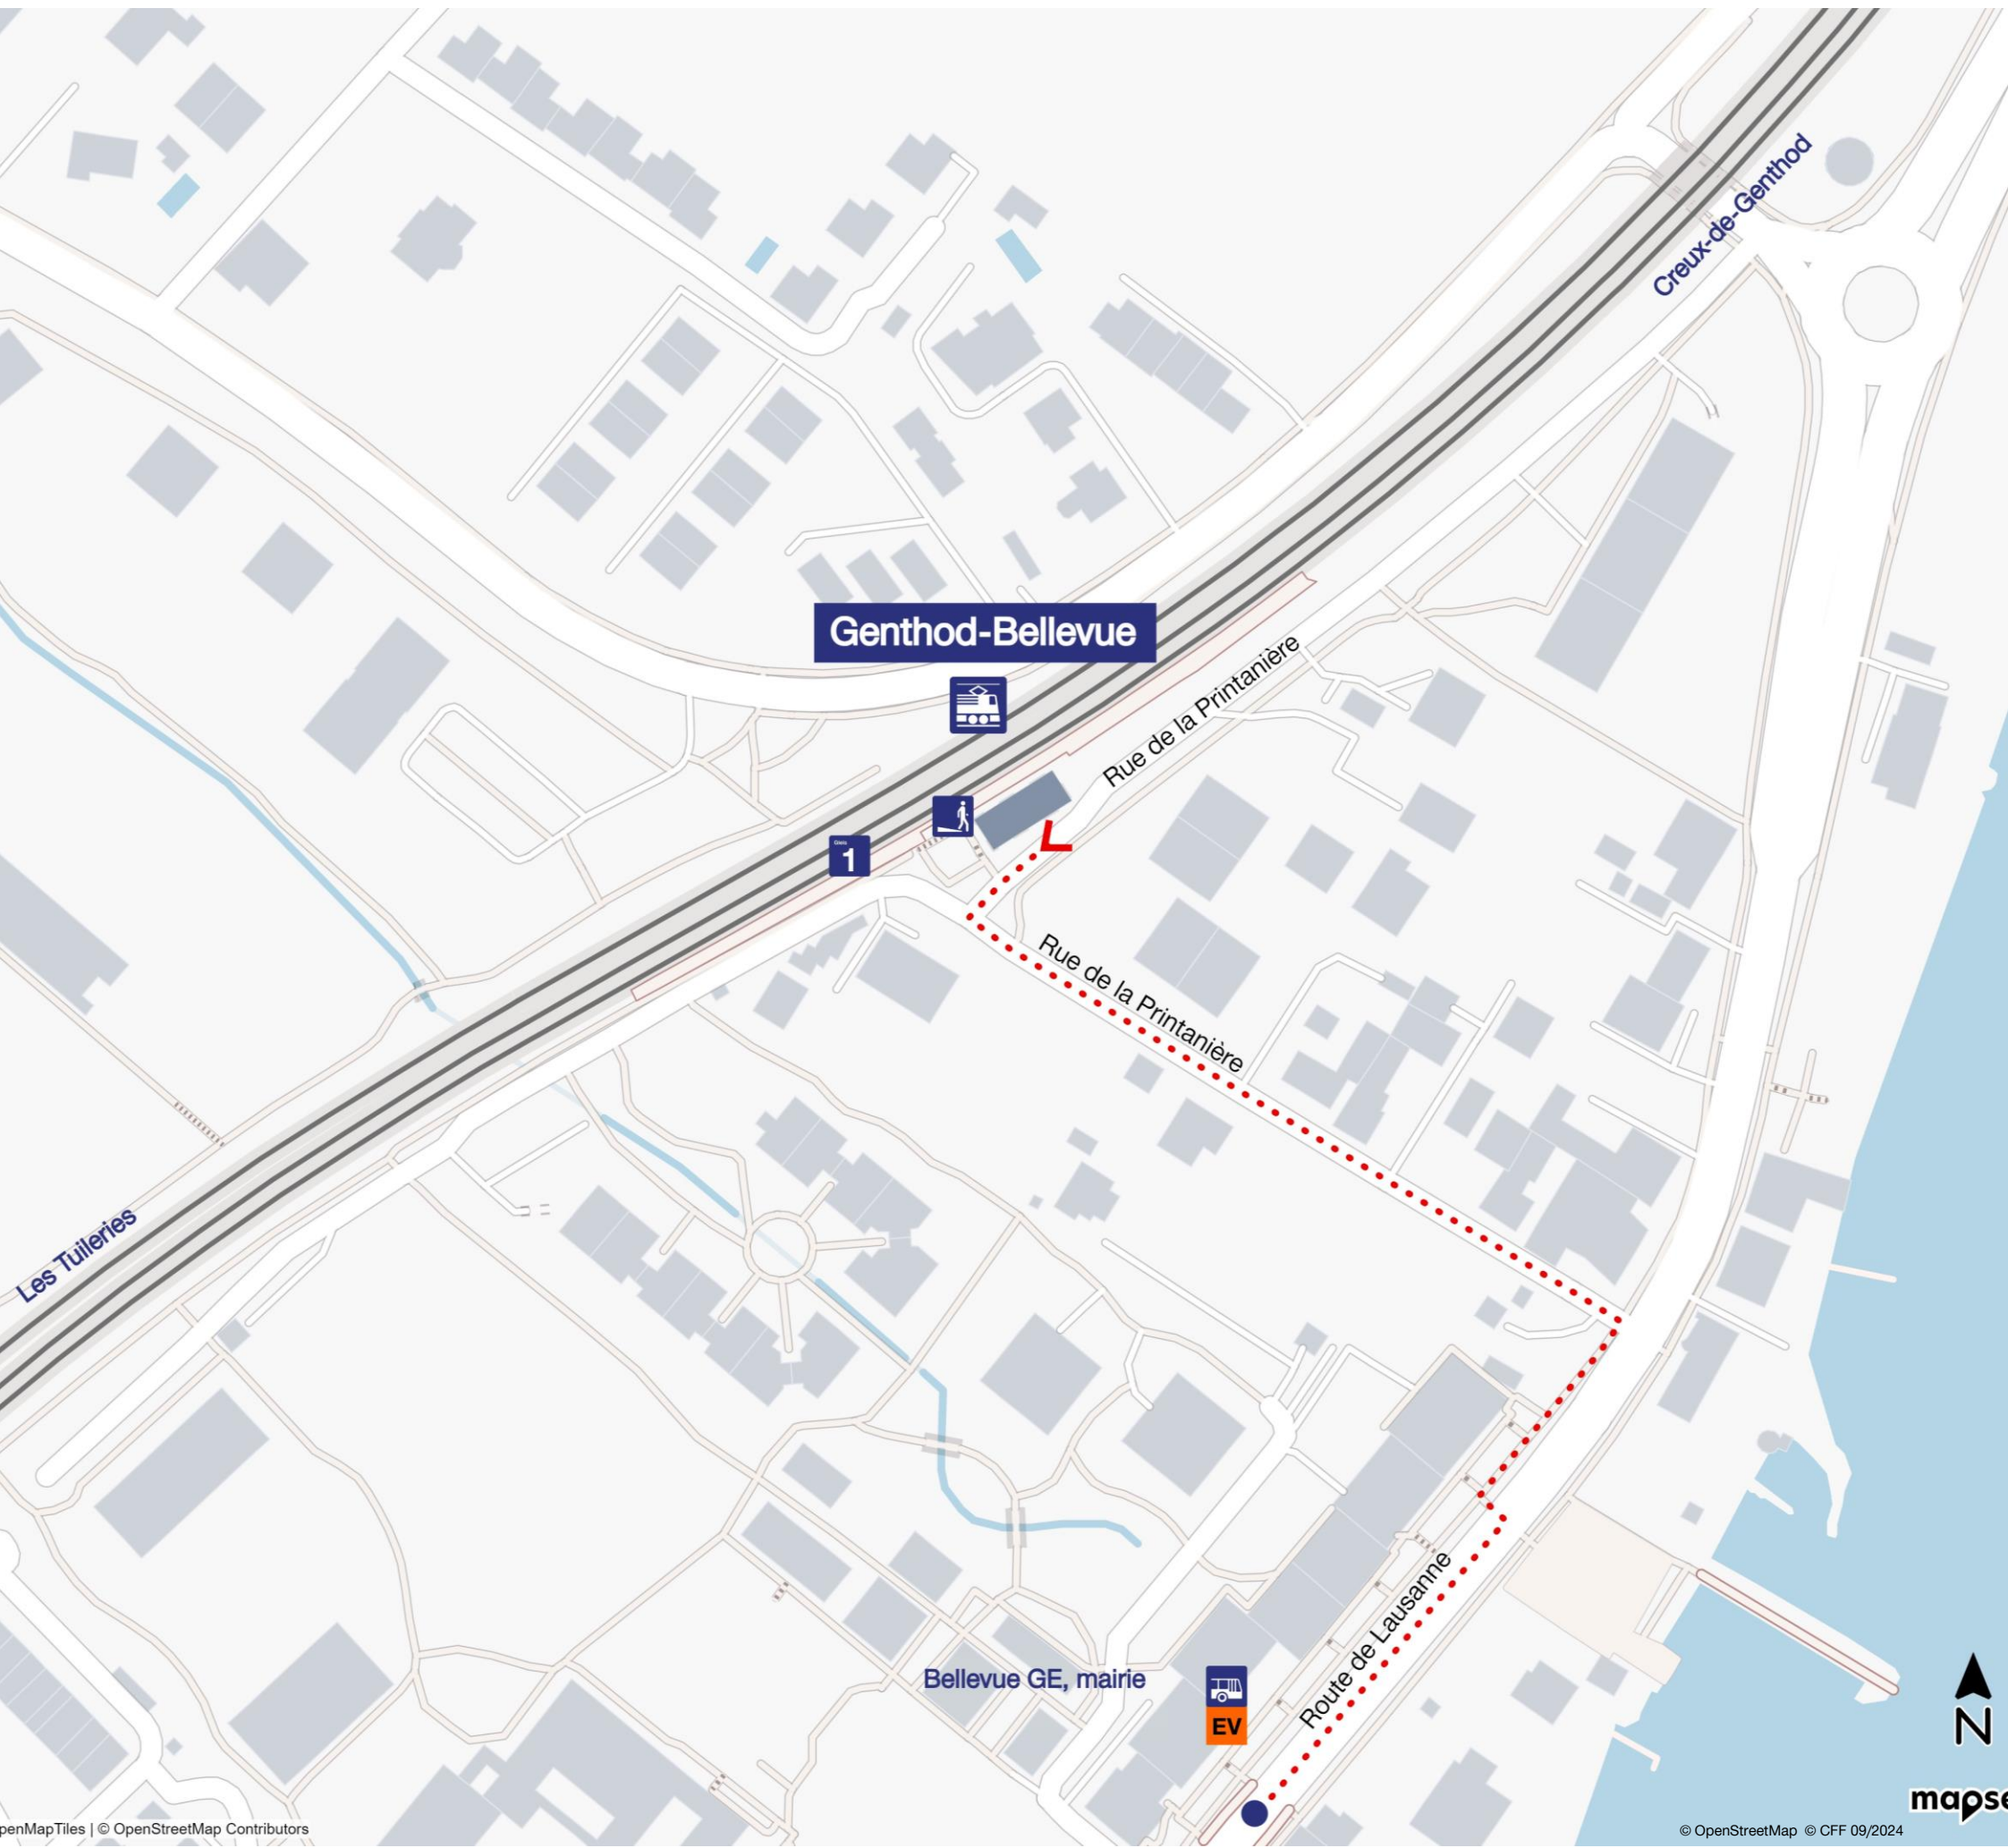 Creux-de-Genthod
Genthod-Bellevue
Rue de la Printanière
Gleis
1
Rue de la Printanière
Les Tuileries
Route de Lausanne
Bellevue GE, mairie
EV
N
mapse
penMapTiles | © OpenStreetMap Contributors
© OpenStreetMap © CFF 09/2024